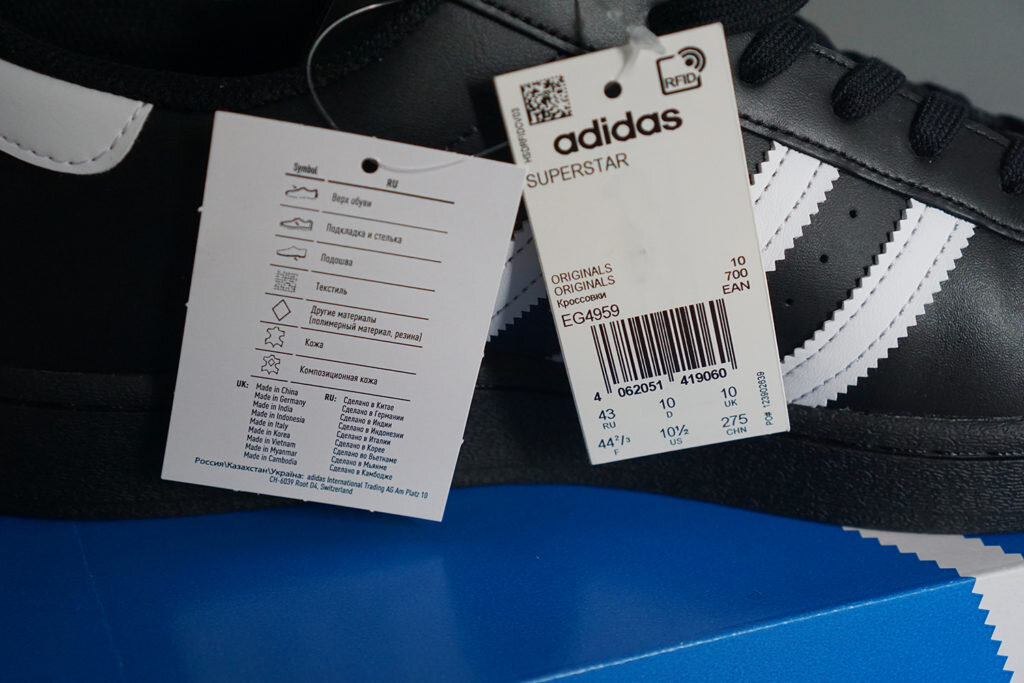 Symbol RU
Верх обуви
Подкладка и стелька
Подошва
Текстиль
Другие материалы
(полимерный материал, резина)
Кожа
Композиционная кожа
UK: Made in China
Made in Germany
Made in India
Made in Indonesia
Made in Italy
Made in Korea
Made in Vietnam
Made in Myanmar
Made in Cambodia
RU: Сделано в Китае
Сделано в Германии
Сделано в Индии
Сделано в Индонезии
Сделано в Италии
Сделано в Корее
Сделано во Вьетнаме
Сделано в Мьянме
Сделано в Камбодже
Россия\Казахстан\Україна: adidas International Trading AG Am Platz 10
CH-6039 Root D4, Switzerland
RFID
adidas
SUPERSTAR
ORIGINALS 10
ORIGINALS 700
Кроссовки EAN
EG4959
4 062051 419060
43 10 10
RU D UK
44²/₃ 10½ 275
F US CHN
PO# 123902639